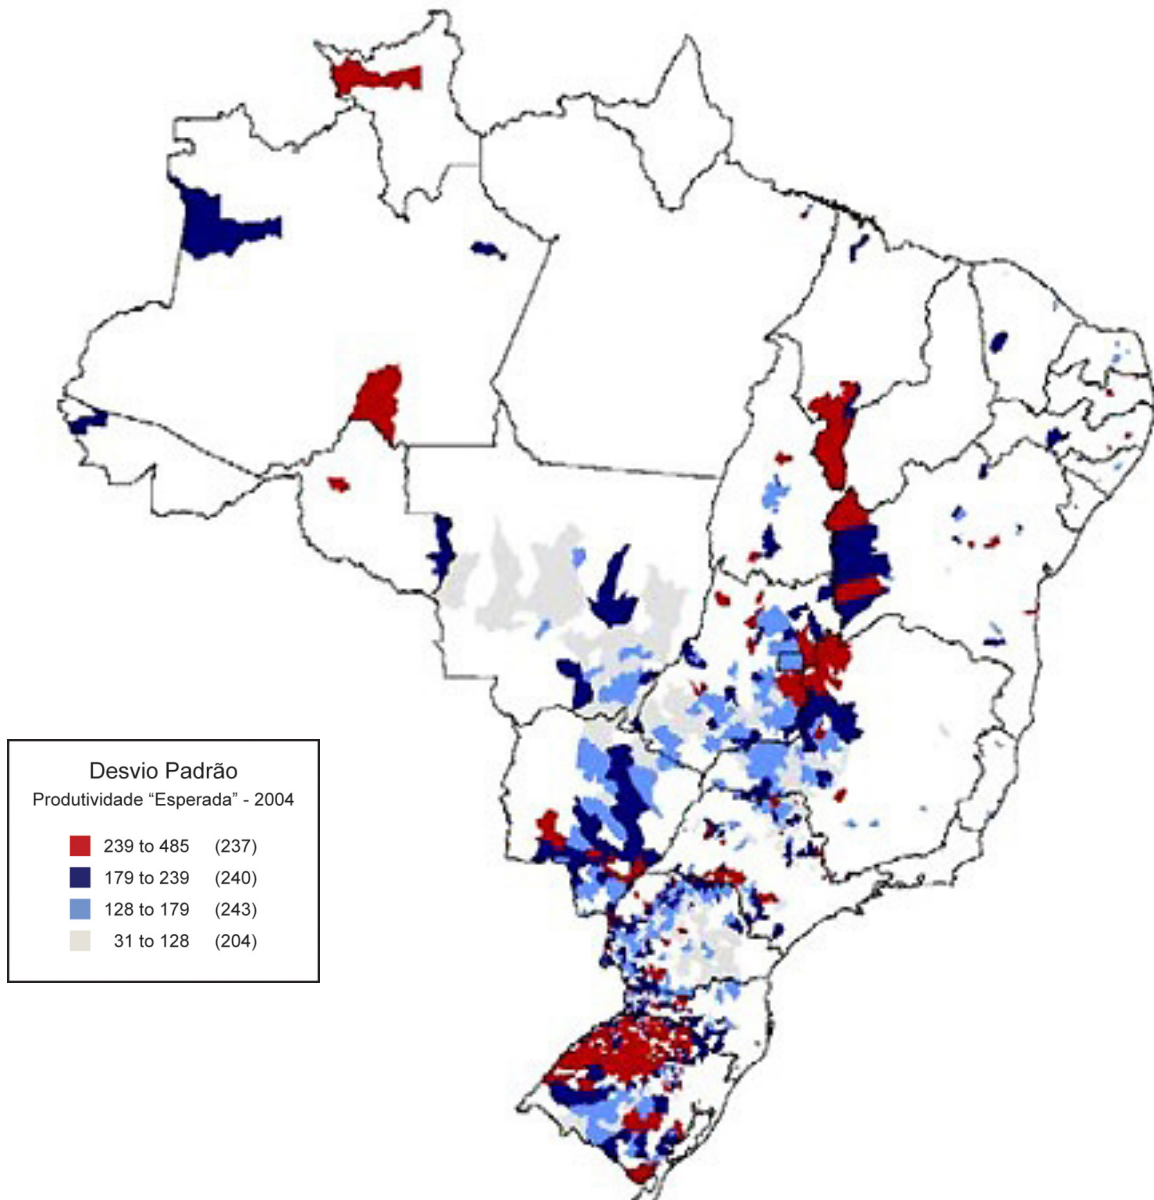 Desvio Padrão
Produtividade “Esperada” - 2004
239 to 485 (237)
179 to 239 (240)
128 to 179 (243)
31 to 128 (204)